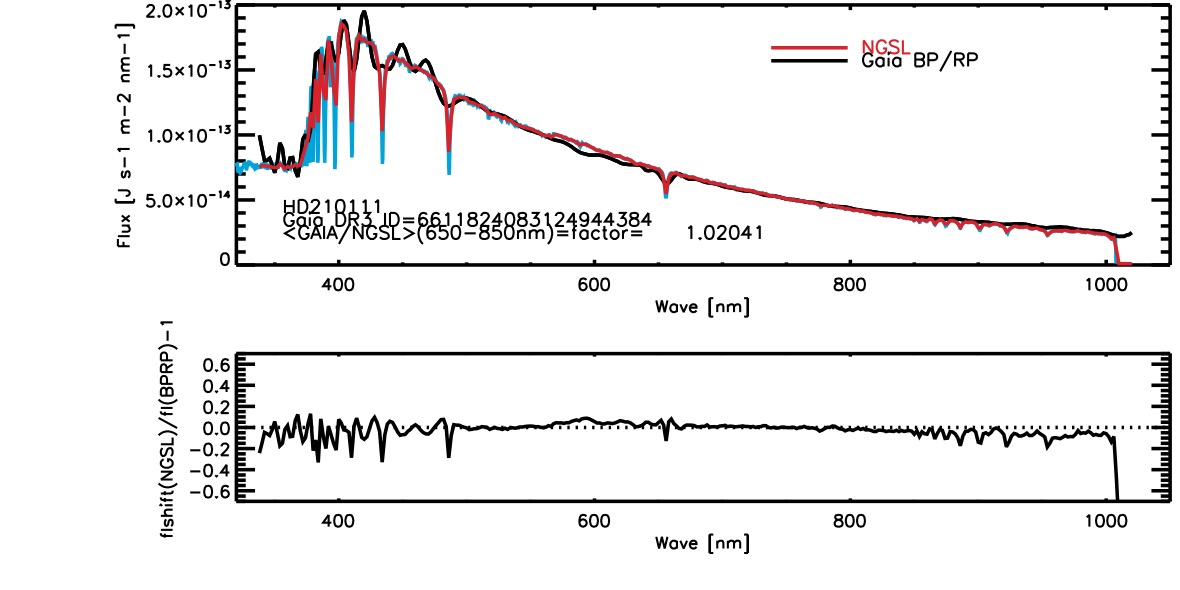 2.0×10−13
1.5×10−13
1.0×10−13
5.0×10−14
0
Flux [J s−1 m−2 nm−1]
NGSL
Gaia BP/RP
HD210111
Gaia DR3 ID=6611824083124944384
<GAIA/NGSL>(650−850nm)=factor= 1.02041
400 600 800 1000
Wave [nm]
flshift(NGSL)/fl(BPRP)−1
0.6
0.4
0.2
0.0
−0.2
−0.4
−0.6
400 600 800 1000
Wave [nm]